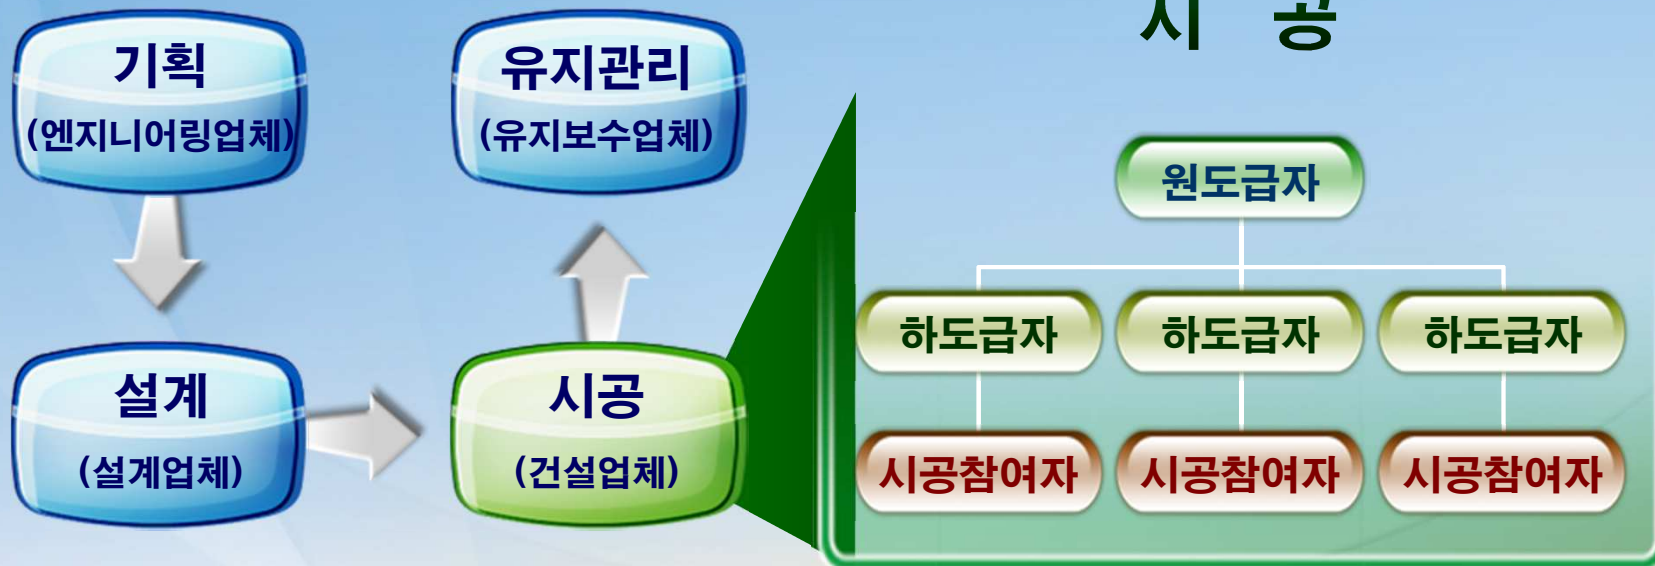 기획
(엔지니어링업체)
유지관리
(유지보수업체)
설계
(설계업체)
시공
(건설업체)
시 공
원도급자
하도급자 하도급자 하도급자
시공참여자 시공참여자 시공참여자